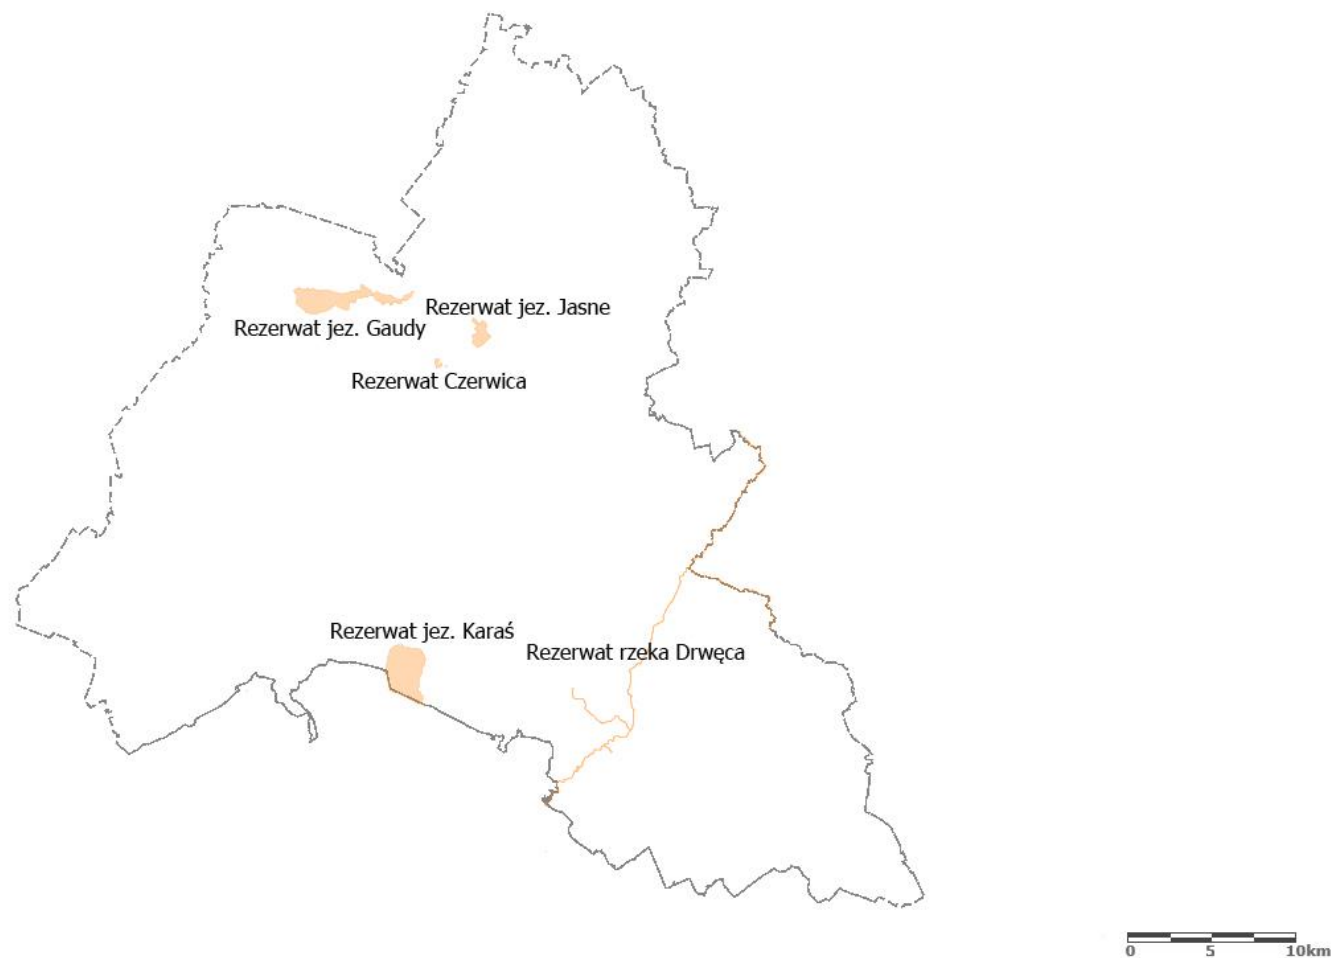 Rezerwat jez. Jasne
Rezerwat jez. Gaudy
Rezerwat Czerwica
Rezerwat jez. Karaś
Rezerwat rzeka Drwęca
0 5 10km